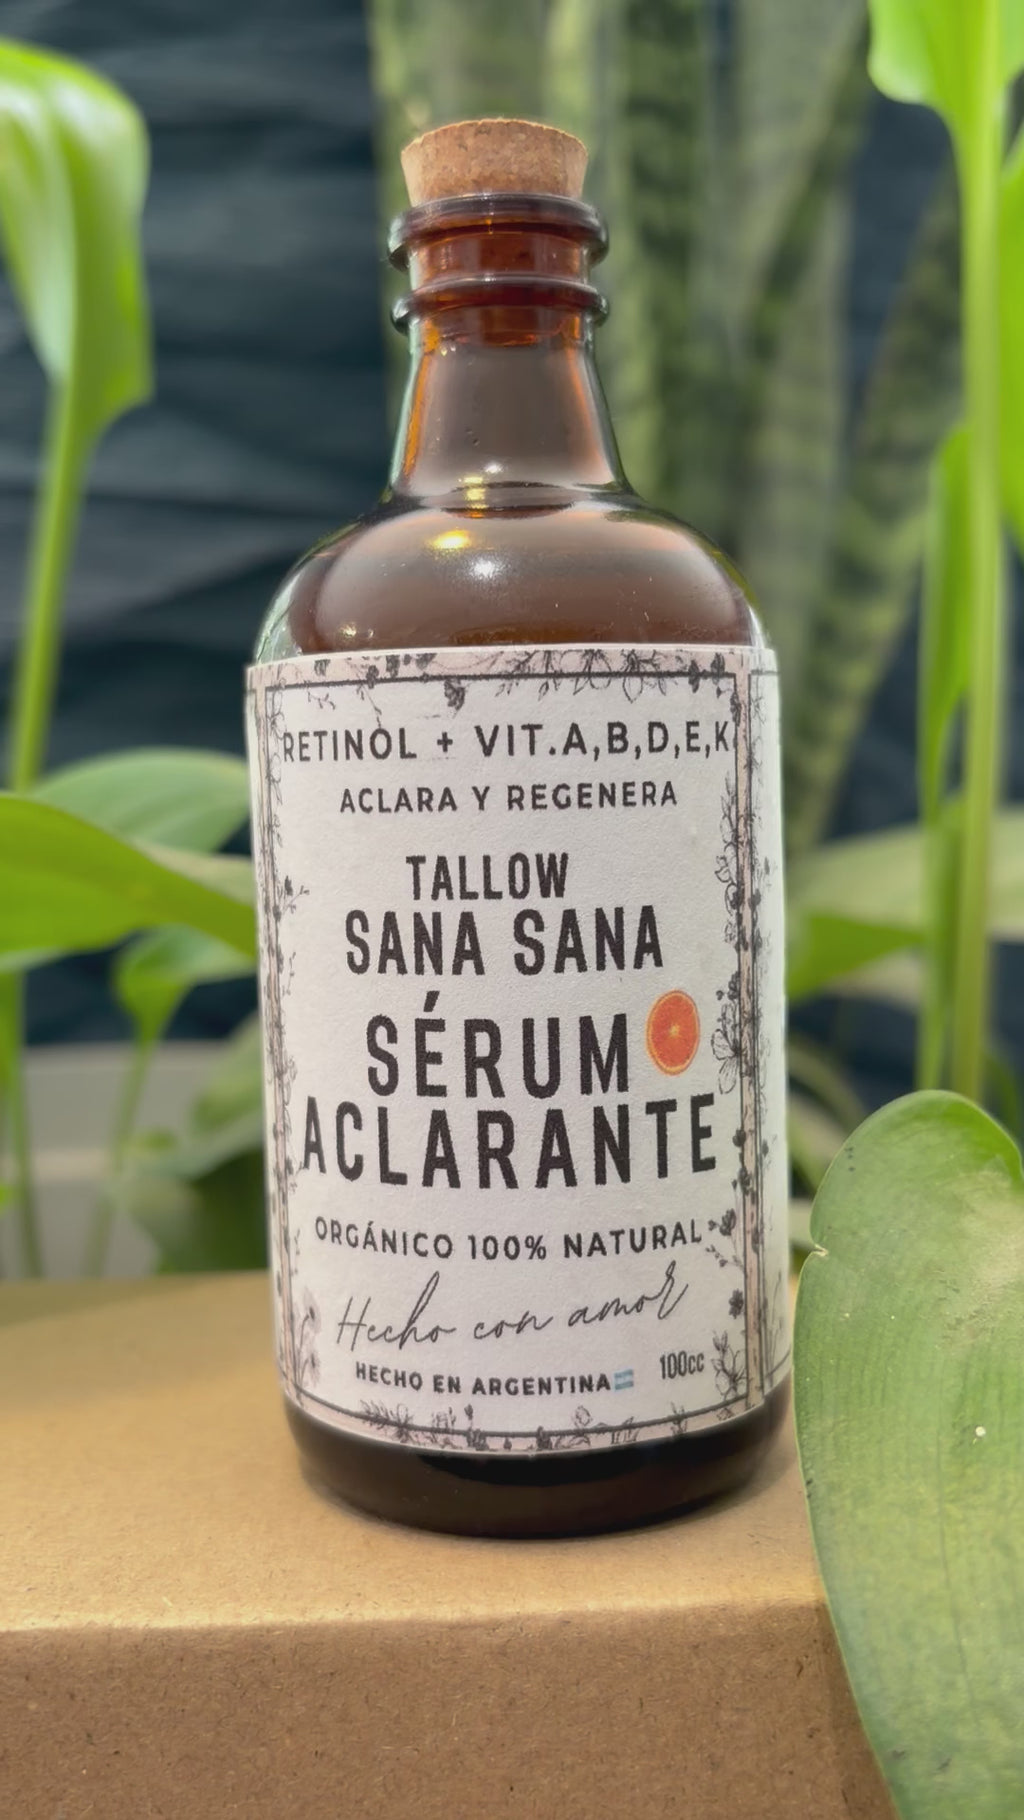 RETINOL + VIT.A,B,D,E,K
ACLARA Y REGENERA
TALLOW
SANA SANA
SÉRUM
ACLARANTE
ORGÁNICO 100% NATURAL
Hecho con amor
HECHO EN ARGENTINA 100cc